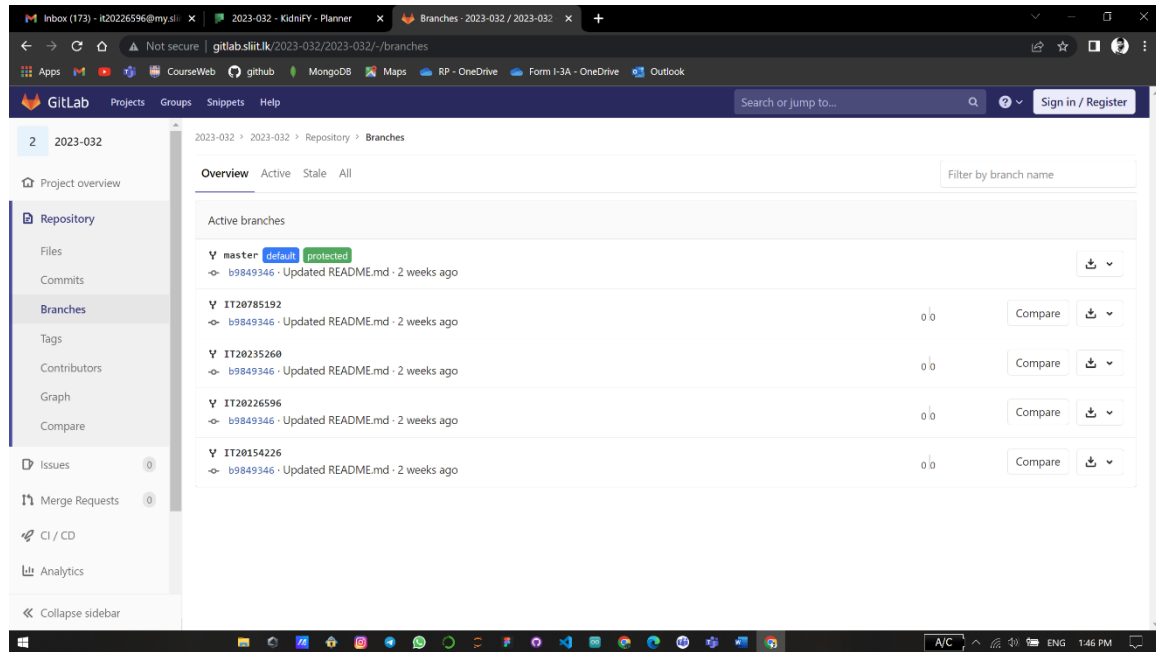 Inbox (173) - it20226596@my.slii
2023-032 - KidniFY - Planner
Branches · 2023-032 / 2023-032
Not secure | gitlab.sliit.lk/2023-032/2023-032/-/branches
Apps CourseWeb github MongoDB Maps RP - OneDrive Form I-3A - OneDrive Outlook
GitLab Projects Groups Snippets Help Search or jump to... Sign in / Register
2 2023-032
2023-032 > 2023-032 > Repository > Branches
Project overview
Overview Active Stale All
Filter by branch name
Repository
Files
Commits
Branches
Tags
Contributors
Graph
Compare
Issues 0
Merge Requests 0
CI / CD
Analytics
Collapse sidebar
Active branches
master default protected
b9849346 · Updated README.md · 2 weeks ago
IT20785192
b9849346 · Updated README.md · 2 weeks ago
0 0 Compare
IT20235260
b9849346 · Updated README.md · 2 weeks ago
0 0 Compare
IT20226596
b9849346 · Updated README.md · 2 weeks ago
0 0 Compare
IT20154226
b9849346 · Updated README.md · 2 weeks ago
0 0 Compare
A/C ENG 1:46 PM